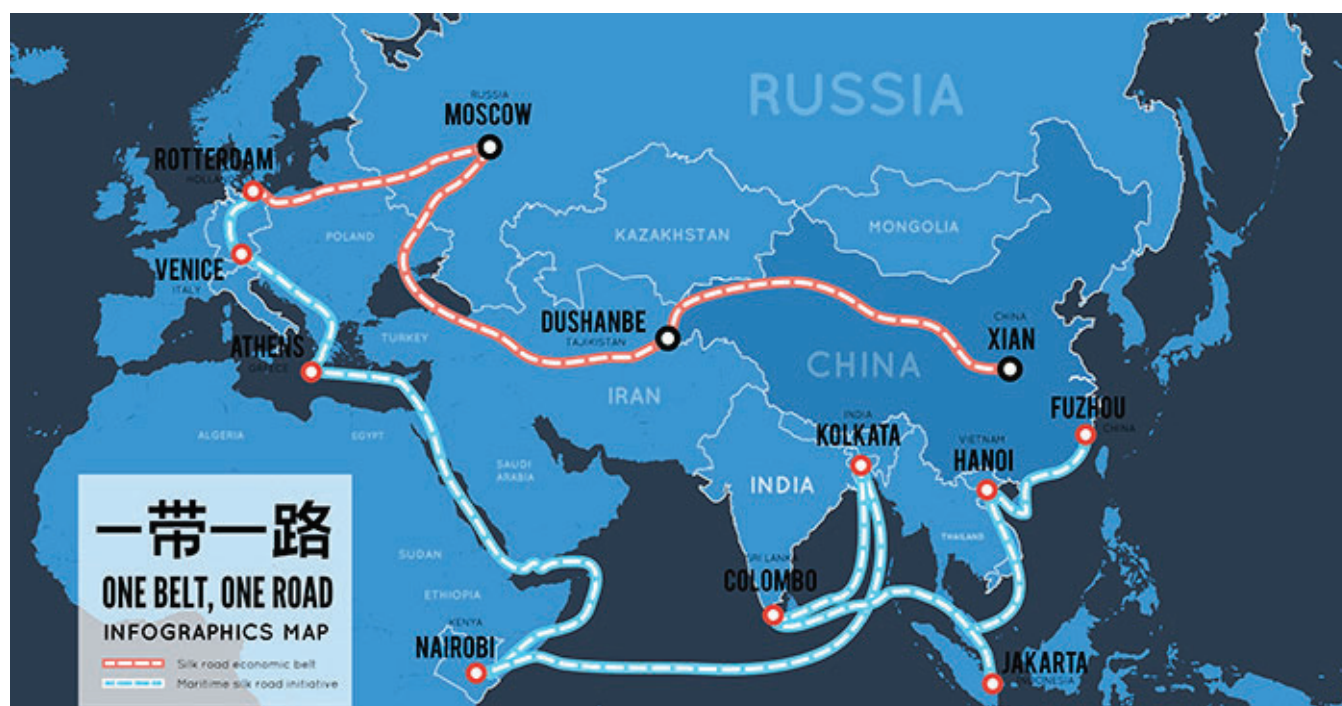 RUSSIA
RUSSIA
MOSCOW
ROTTERDAM
HOLLAND
POLAND
KAZAKHSTAN
MONGOLIA
VENICE
ITALY
DUSHANBE
TAJIKISTAN
CHINA
XIAN
TURKEY
ATHENS
GREECE
IRAN
CHINA
FUZHOU
CHINA
ALGERIA
EGYPT
INDIA
KOLKATA
VIETNAM
HANOI
SAUDI
ARABIA
INDIA
THAILAND
SUDAN
SRI LANKA
COLOMBO
ETHIOPIA
KENYA
NAIROBI
JAKARTA
INDONESIA
一带一路
ONE BELT, ONE ROAD
INFOGRAPHICS MAP
Silk road economic belt
Maritime silk road initiative